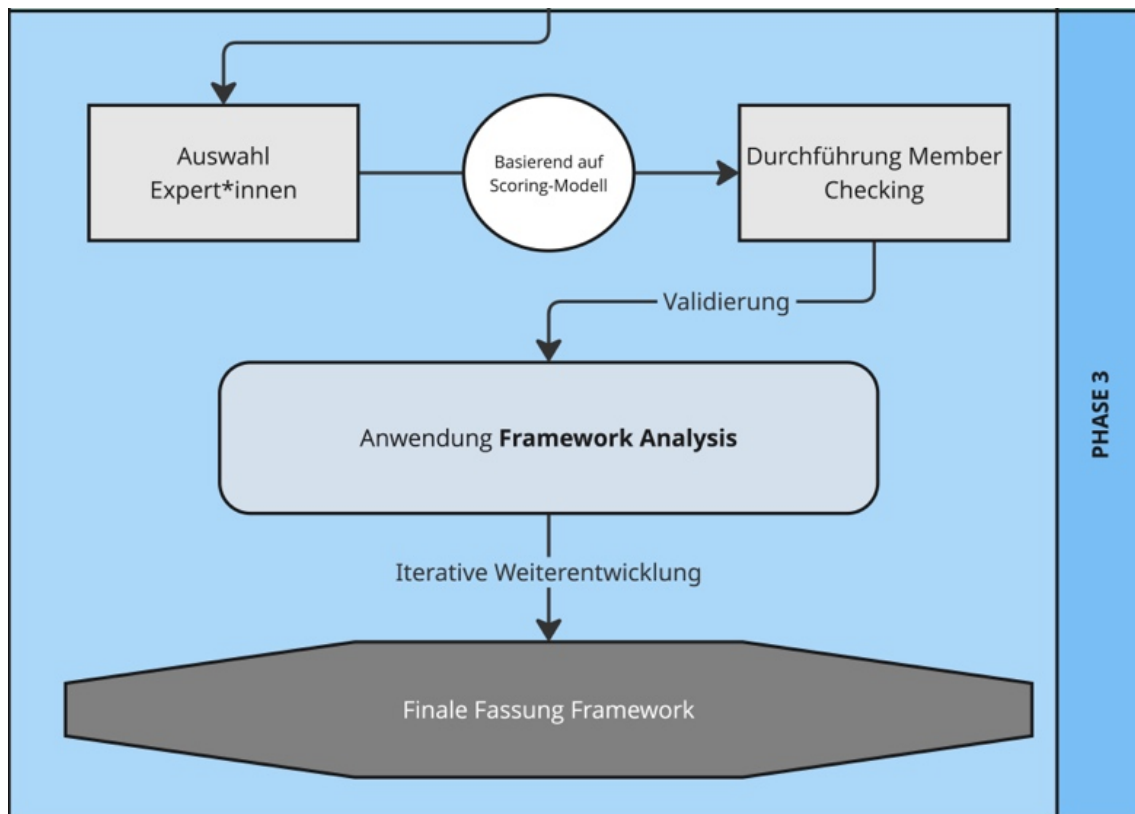 Auswahl
Expert*innen
Basierend auf
Scoring-Modell
Durchführung Member
Checking
Validierung
Anwendung Framework Analysis
Iterative Weiterentwicklung
Finale Fassung Framework
PHASE 3